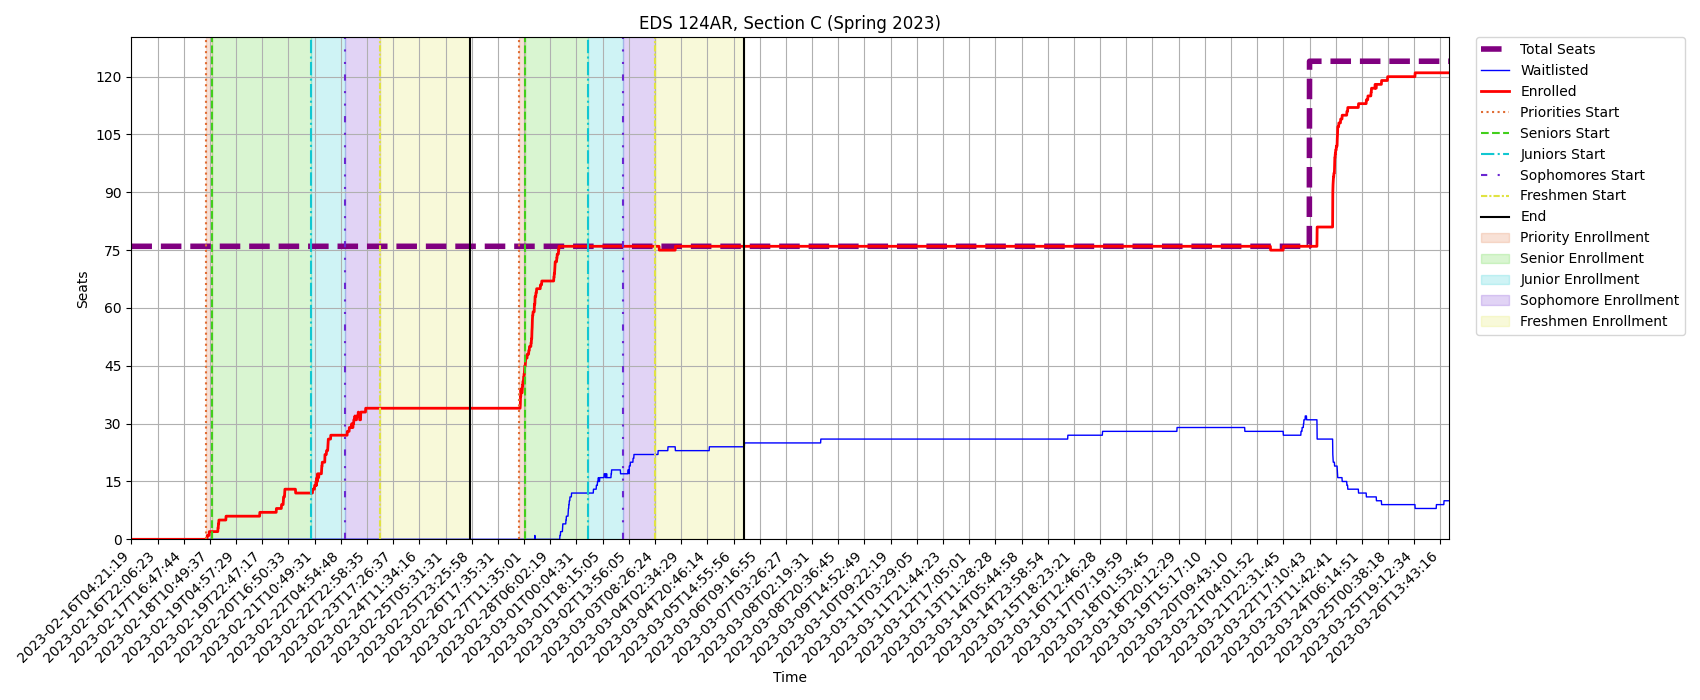 EDS 124AR, Section C (Spring 2023)
Total Seats
Waitlisted
Enrolled
Priorities Start
Seniors Start
Juniors Start
Sophomores Start
Freshmen Start
End
Priority Enrollment
Senior Enrollment
Junior Enrollment
Sophomore Enrollment
Freshmen Enrollment
Seats
120
105
90
75
60
45
30
15
0
2023-02-16T04:21:19
2023-02-16T22:06:23
2023-02-17T16:47:44
2023-02-18T10:49:37
2023-02-19T04:57:29
2023-02-19T22:47:17
2023-02-20T16:50:33
2023-02-21T10:49:31
2023-02-22T04:54:48
2023-02-22T22:58:35
2023-02-23T17:26:37
2023-02-24T11:34:16
2023-02-25T05:31:31
2023-02-25T23:25:58
2023-02-26T17:35:31
2023-02-27T11:35:01
2023-02-28T06:02:19
2023-03-01T00:04:31
2023-03-01T18:15:05
2023-03-02T13:56:05
2023-03-03T08:26:24
2023-03-04T02:34:29
2023-03-04T20:46:14
2023-03-05T14:55:56
2023-03-06T09:16:55
2023-03-07T03:26:27
2023-03-08T02:19:31
2023-03-08T20:36:45
2023-03-09T14:52:49
2023-03-10T09:22:19
2023-03-11T03:29:05
2023-03-11T21:44:23
2023-03-12T17:05:01
2023-03-13T11:28:28
2023-03-14T05:44:58
2023-03-14T23:58:54
2023-03-15T18:23:21
2023-03-16T12:46:28
2023-03-17T07:19:59
2023-03-18T01:53:45
2023-03-18T20:12:29
2023-03-19T15:17:10
2023-03-20T09:43:10
2023-03-21T04:01:52
2023-03-21T22:31:45
2023-03-22T17:10:43
2023-03-23T11:42:41
2023-03-24T06:14:51
2023-03-25T00:38:18
2023-03-25T19:12:34
2023-03-26T13:43:16
Time